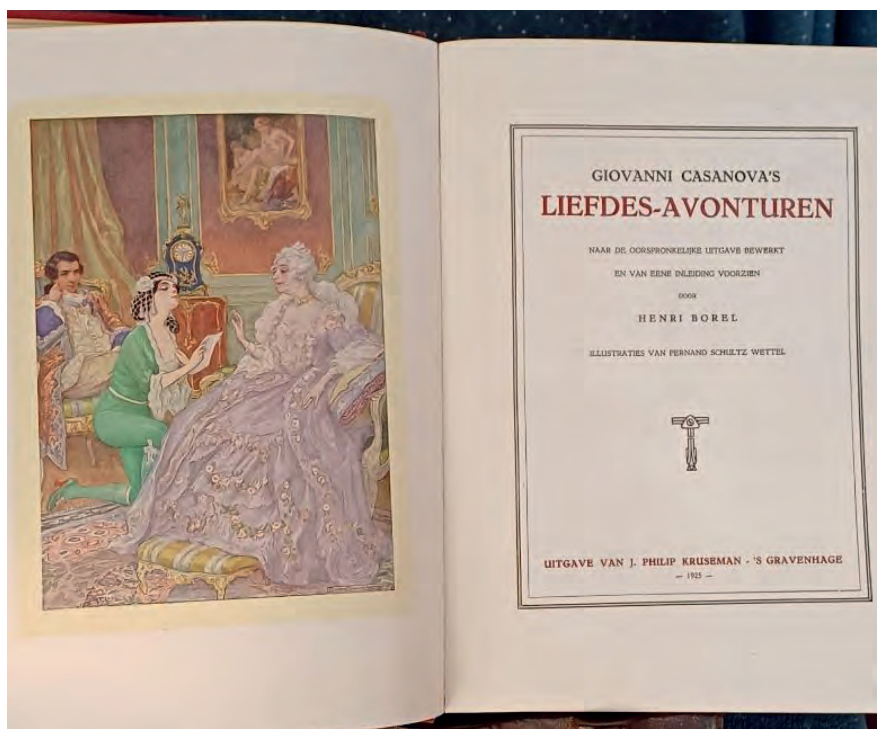 GIOVANNI CASANOVA'S
LIEFDES-AVONTUREN
NAAR DE OORSPRONKELIJKE UITGAVE BEWERKT
EN VAN EENE INLEIDING VOORZIEN
DOOR
HENRI BOREL
ILLUSTRATIES VAN FERNAND SCHULTZ WETTEL
UITGAVE VAN J. PHILIP KRUSEMAN - 'S GRAVENHAGE
— 1925 —